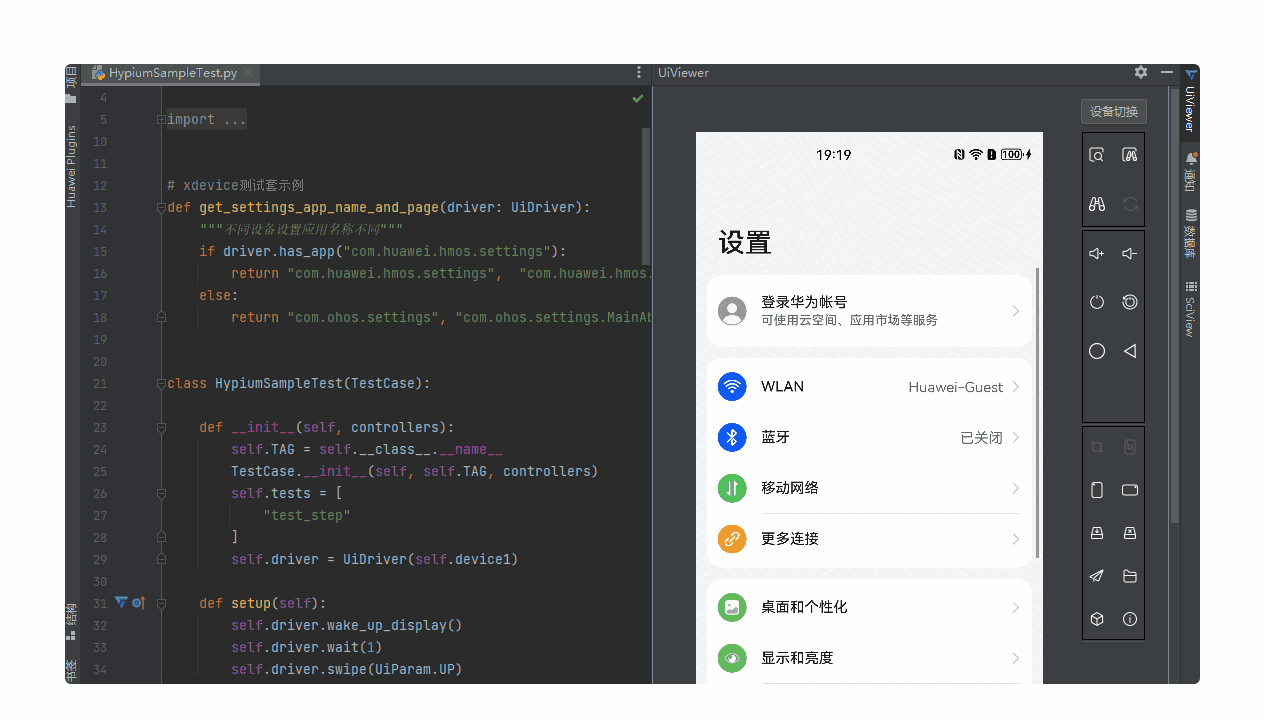 项目
Huawei Plugins
结构
书签
HypiumSampleTest.py
4
5 import ...
10
11
12 # xdevice测试套示例
13 def get_settings_app_name_and_page(driver: UiDriver):
14 """不同设备设置应用名称不同"""
15 if driver.has_app("com.huawei.hmos.settings"):
16 return "com.huawei.hmos.settings", "com.huawei.hmos.
17 else:
18 return "com.ohos.settings", "com.ohos.settings.MainAb
19
20
21 class HypiumSampleTest(TestCase):
22
23 def __init__(self, controllers):
24 self.TAG = self.__class__.__name__
25 TestCase.__init__(self, self.TAG, controllers)
26 self.tests = [
27 "test_step"
28 ]
29 self.driver = UiDriver(self.device1)
30
31 def setup(self):
32 self.driver.wake_up_display()
33 self.driver.wait(1)
34 self.driver.swipe(UiParam.UP)
UiViewer
19:19
100
设置
登录华为帐号
可使用云空间、应用市场等服务
WLAN Huawei-Guest
蓝牙 已关闭
移动网络
更多连接
桌面和个性化
显示和亮度
设备切换
UiViewer
通知
数据库
SciView